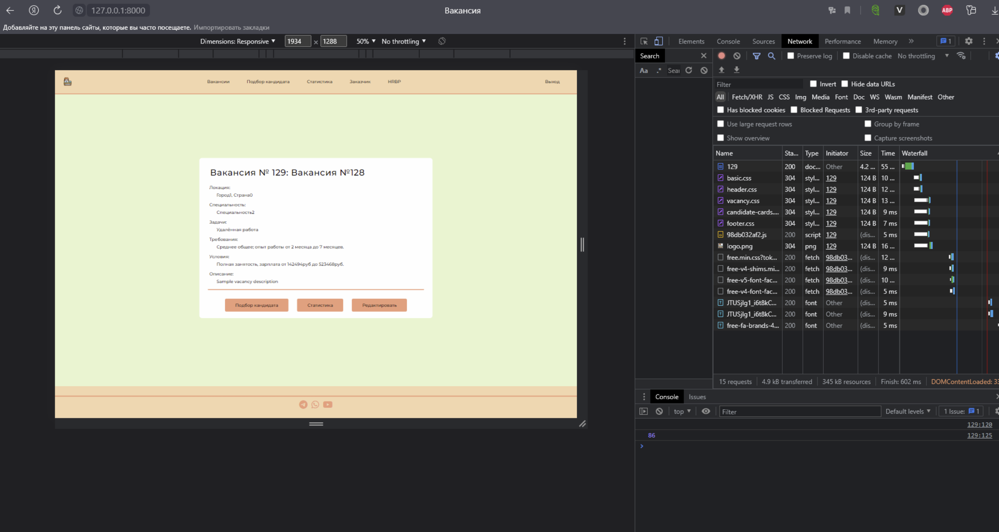 127.0.0.1:8000 Вакансия ABP
Добавляйте на эту панель сайты, которые вы часто посещаете. Импортировать закладки
Dimensions: Responsive 1934 x 1288 50% No throttling
Вакансии Подбор кандидата Статистика Заказчик HRBP Выход
Вакансия № 129: Вакансия №128
Локация:
Город1, Страна0
Специальность:
Специальность2
Задачи:
Удалённая работа
Требования:
Среднее общее; опыт работы от 2 месяца до 7 месяцев.
Условия:
Полная занятость, зарплата от 142494руб до 523468руб.
Описание:
Sample vacancy description
Подбор кандидата Статистика Редактировать
Elements Console Sources Network Performance Memory 1
Search
Aa .*
Preserve log Disable cache No throttling
Filter Invert Hide data URLs
All Fetch/XHR JS CSS Img Media Font Doc WS Wasm Manifest Other
Has blocked cookies Blocked Requests 3rd-party requests
Use large request rows Group by frame
Show overview Capture screenshots
Name Sta... Type Initiator Size Time Waterfall
129 200 doc... Other 4.2 ... 55 ...
basic.css 304 styl... 129 124 B 10 ...
header.css 304 styl... 129 124 B 12 ...
vacancy.css 304 styl... 129 124 B 13 ...
candidate-cards.... 304 styl... 129 124 B 9 ms
footer.css 304 styl... 129 124 B 7 ms
98db032af2.js 200 script 129 (dis... 5 ms
logo.png 304 png 129 124 B 16 ...
free.min.css?tok... 200 fetch 98db03... (dis... 12 ...
free-v4-shims.mi... 200 fetch 98db03... (dis... 9 ms
free-v5-font-fac... 200 fetch 98db03... (dis... 10 ...
free-v4-font-fac... 200 fetch 98db03... (dis... 5 ms
JTUSjIg1_i6t8kC... 200 font Other (dis... 5 ms
JTUSjIg1_i6t8kC... 200 font Other (dis... 9 ms
free-fa-brands-4... 200 font Other (dis... 5 ms
15 requests 4.9 kB transferred 345 kB resources Finish: 602 ms DOMContentLoaded:
Console Issues
top Filter Default levels 1 Issue: 1
129:120
86 129:125